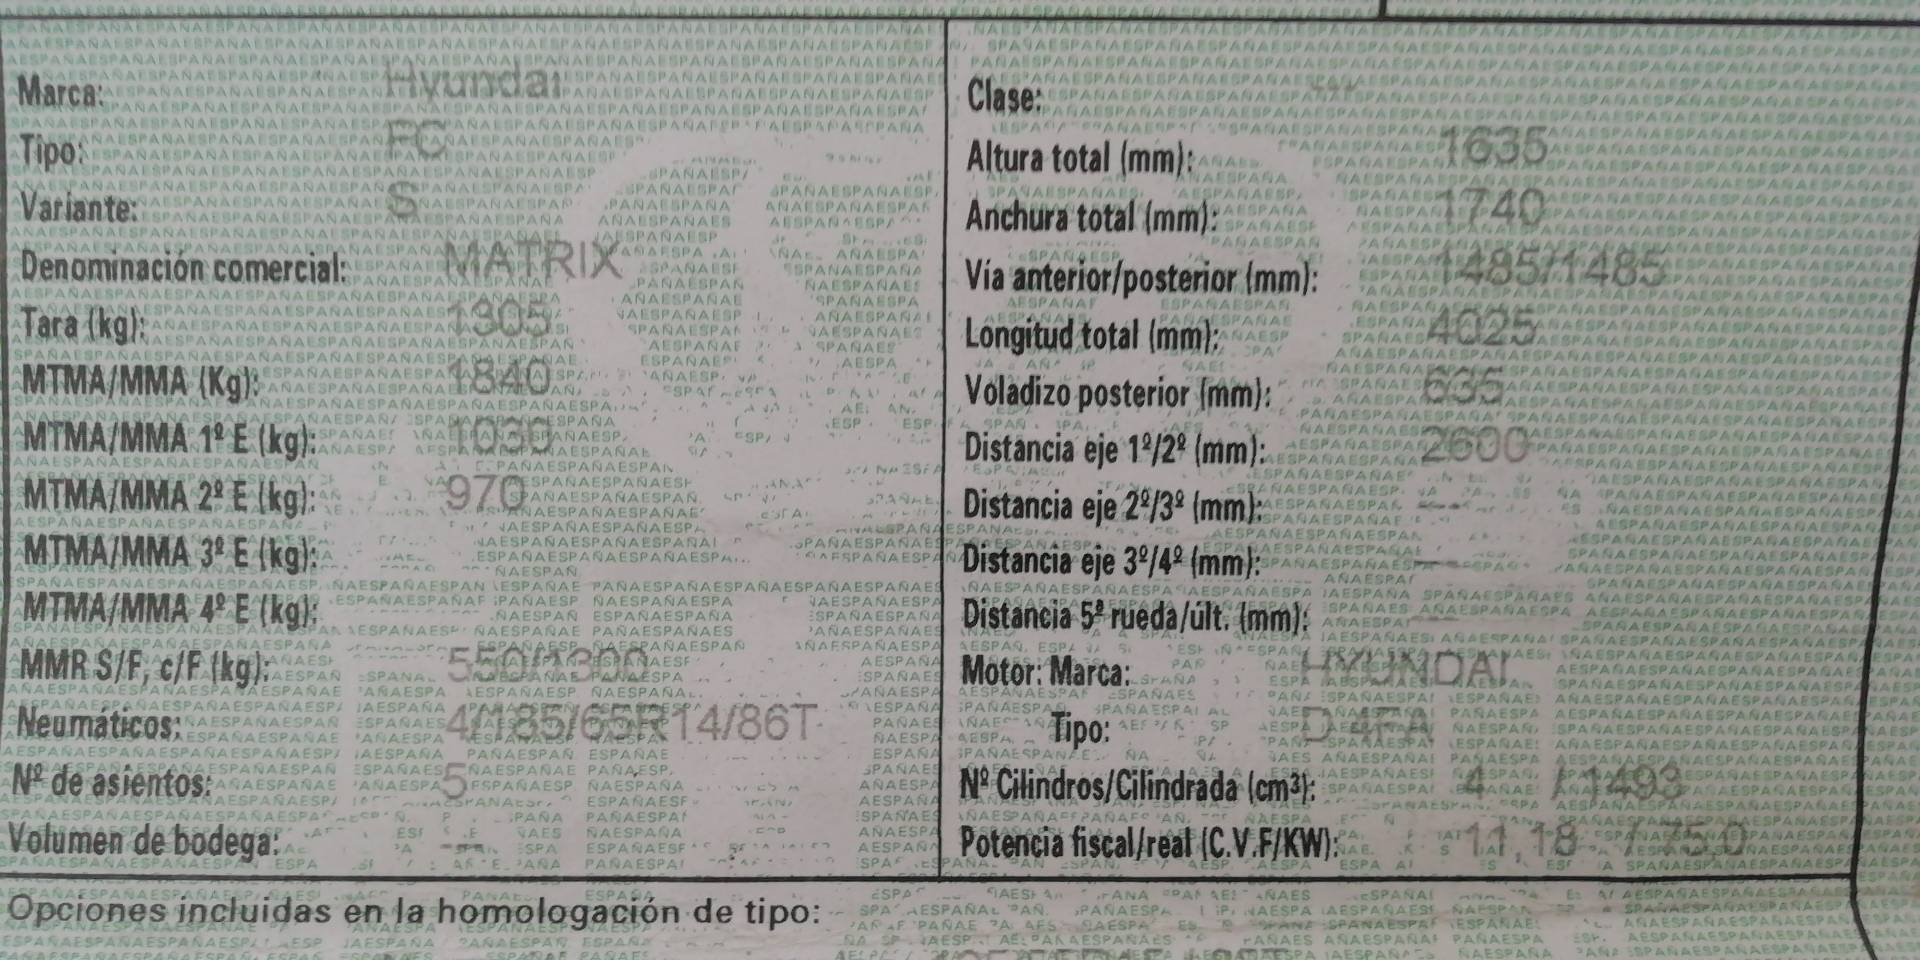 Marca: Hyundai
Tipo: FC
Variante: S
Denominación comercial: MATRIX
Tara (kg): 1305
MTMA/MMA (Kg): 1840
MTMA/MMA 1º E (kg): 1030
MTMA/MMA 2º E (kg): 970
MTMA/MMA 3º E (kg):
MTMA/MMA 4º E (kg):
MMR S/F, c/F (kg): 550/1300
Neumáticos: 4/185/65R14/86T
Nº de asientos: 5
Volumen de bodega: ---
Clase:
Altura total (mm): 1635
Anchura total (mm): 1740
Vía anterior/posterior (mm): 1485/1485
Longitud total (mm): 4025
Voladizo posterior (mm): 635
Distancia eje 1º/2º (mm): 2600
Distancia eje 2º/3º (mm): ---
Distancia eje 3º/4º (mm): ---
Distancia 5ª rueda/últ. (mm): ---
Motor: Marca: HYUNDAI
Tipo: D 4FA
Nº Cilindros/Cilindrada (cm³): 4 / 1493
Potencia fiscal/real (C.V.F/KW): 11,18 / 75,0
Opciones incluidas en la homologación de tipo: